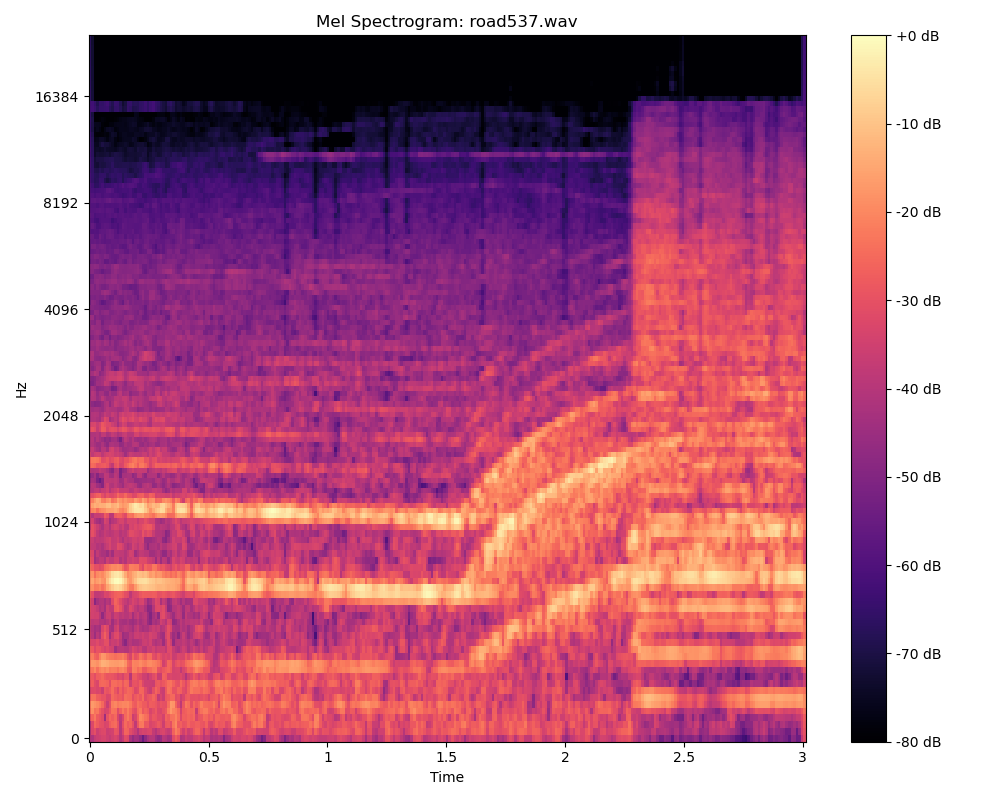 Mel Spectrogram: road537.wav
+0 dB
16384
-10 dB
-20 dB
8192
-30 dB
4096
Hz
-40 dB
2048
-50 dB
1024
-60 dB
512
-70 dB
0
-80 dB
0 0.5 1 1.5 2 2.5 3
Time